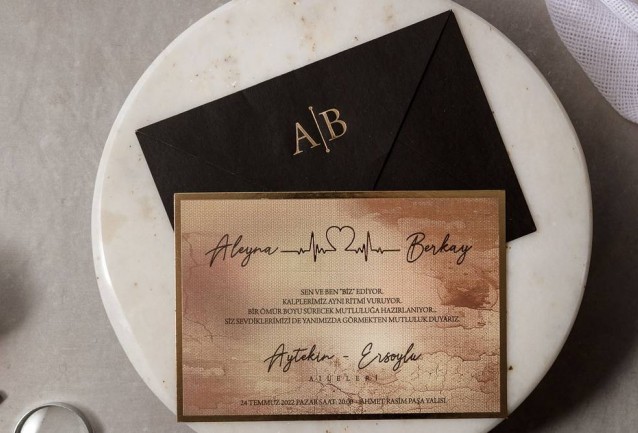 A|B
Aleyna Berkay
SEN VE BEN "BİZ" EDİYOR.
KALPLERİMİZ AYNI RİTMİ VURUYOR.
BİR ÖMÜR BOYU SÜRECEK MUTLULUĞA HAZIRLANIYOR...
SİZ SEVDİKLERİMİZİ DE YANIMIZDA GÖRMEKTEN MUTLULUK DUYARIZ.
Aytekin - Ersoylu
AİLELERİ
24 TEMMUZ 2022 PAZAR SAAT: 20:00 - AHMET RASİM PAŞA YALISI